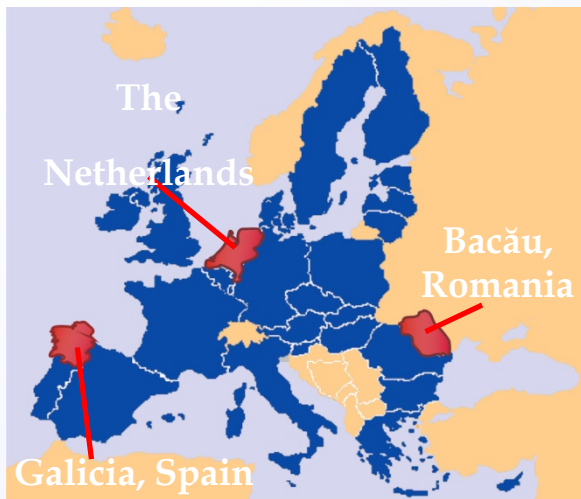 The
Netherlands
Bacău,
Romania
Galicia, Spain